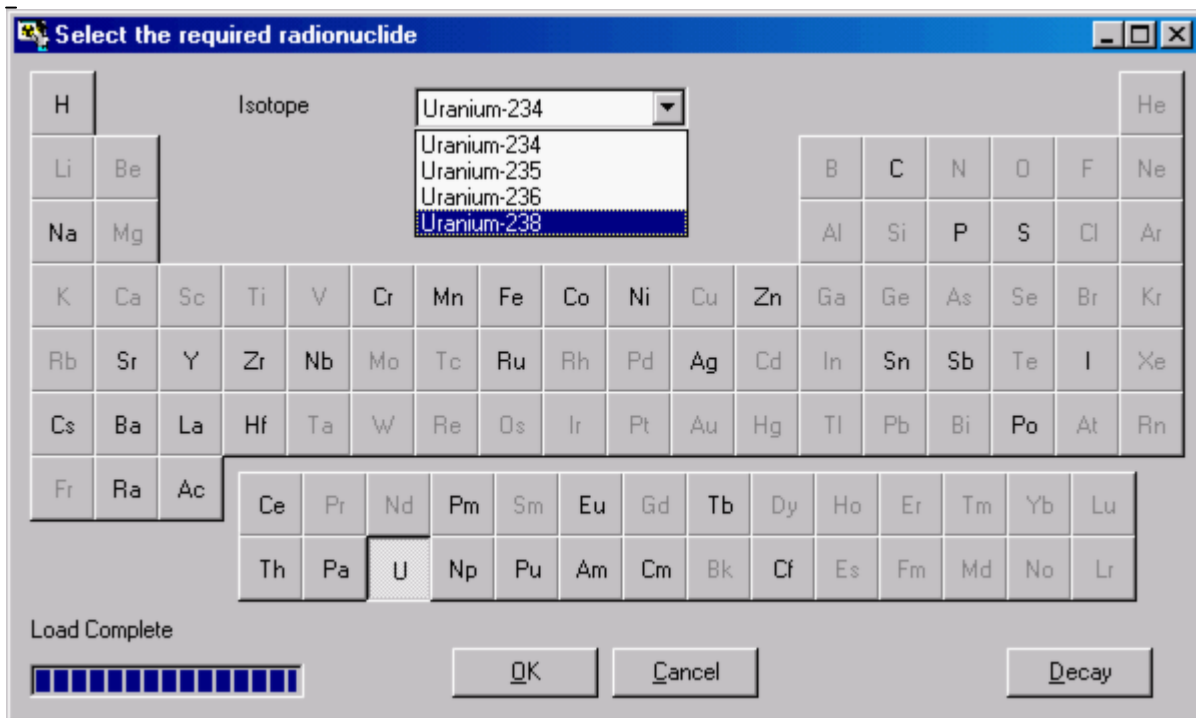 Select the required radionuclide
H Isotope Uranium-234 He
Uranium-234
Uranium-235
Uranium-236
Uranium-238
Li Be B C N O F Ne
Na Mg Al Si P S Cl Ar
K Ca Sc Ti V Cr Mn Fe Co Ni Cu Zn Ga Ge As Se Br Kr
Rb Sr Y Zr Nb Mo Tc Ru Rh Pd Ag Cd In Sn Sb Te I Xe
Cs Ba La Hf Ta W Re Os Ir Pt Au Hg Tl Pb Bi Po At Rn
Fr Ra Ac
Ce Pr Nd Pm Sm Eu Gd Tb Dy Ho Er Tm Yb Lu
Th Pa U Np Pu Am Cm Bk Cf Es Fm Md No Lr
Load Complete
OK Cancel Decay